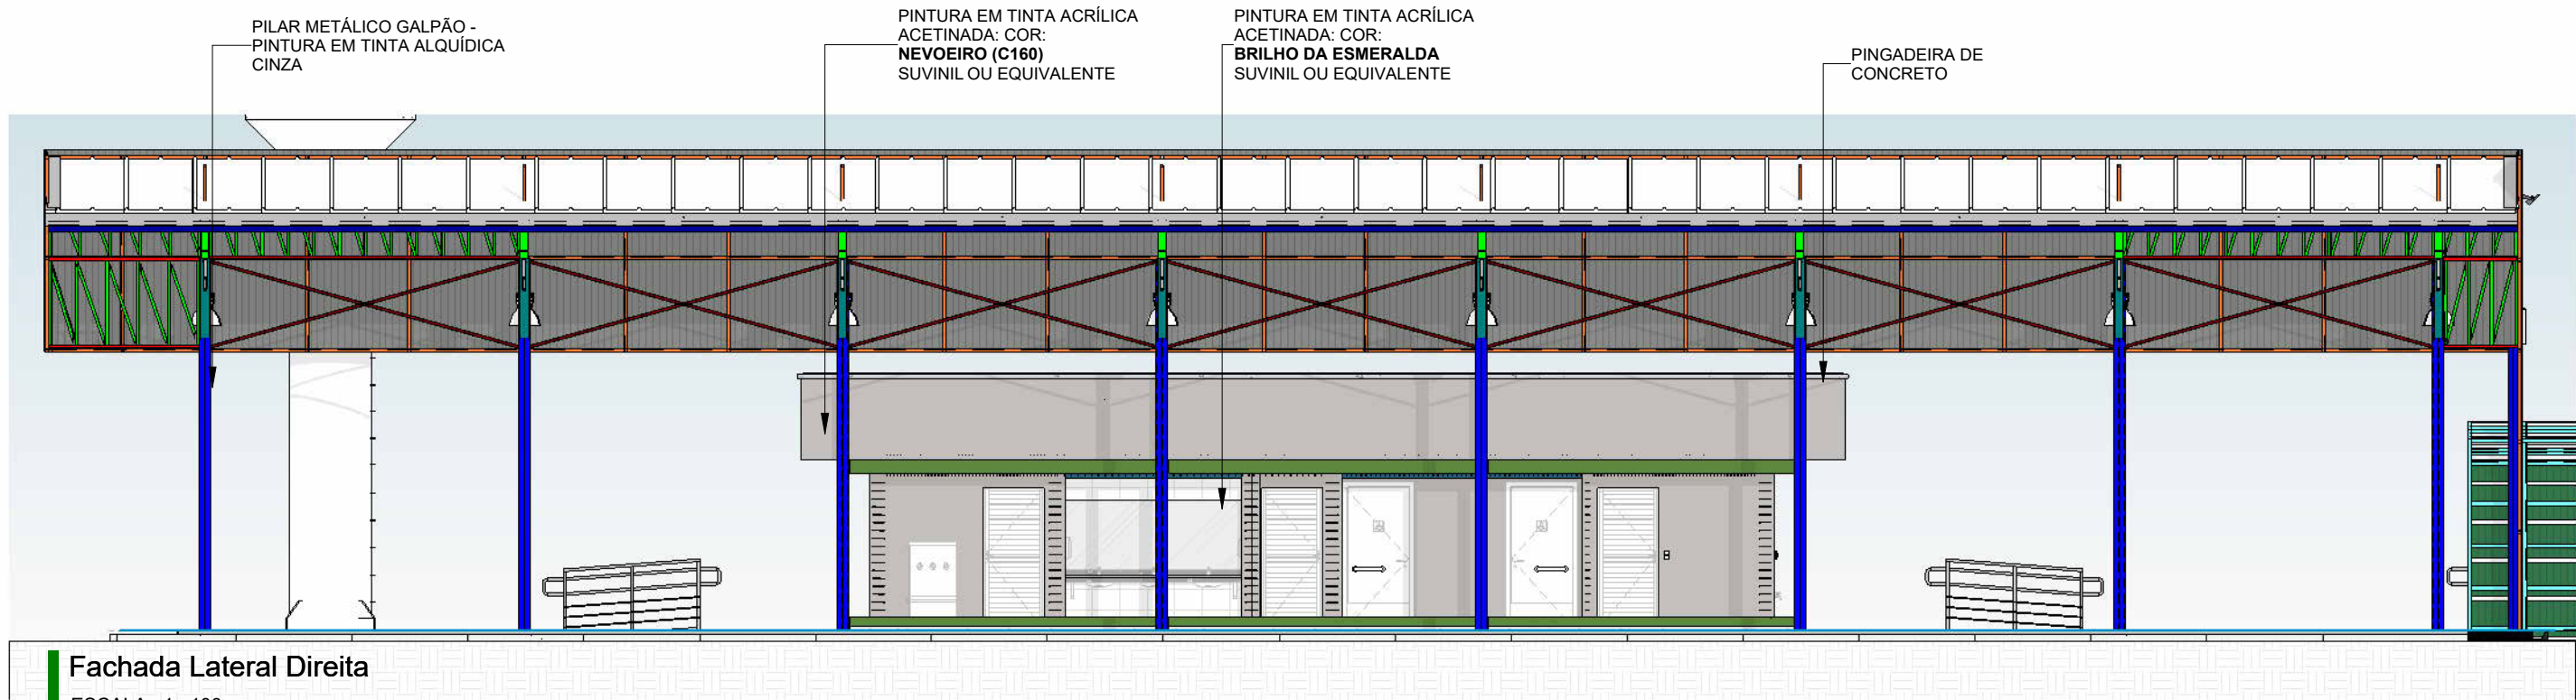 PILAR METÁLICO GALPÃO -
PINTURA EM TINTA ALQUÍDICA
CINZA
PINTURA EM TINTA ACRÍLICA
ACETINADA: COR:
NEVOEIRO (C160)
SUVINIL OU EQUIVALENTE
PINTURA EM TINTA ACRÍLICA
ACETINADA: COR:
BRILHO DA ESMERALDA
SUVINIL OU EQUIVALENTE
PINGADEIRA DE
CONCRETO
Fachada Lateral Direita